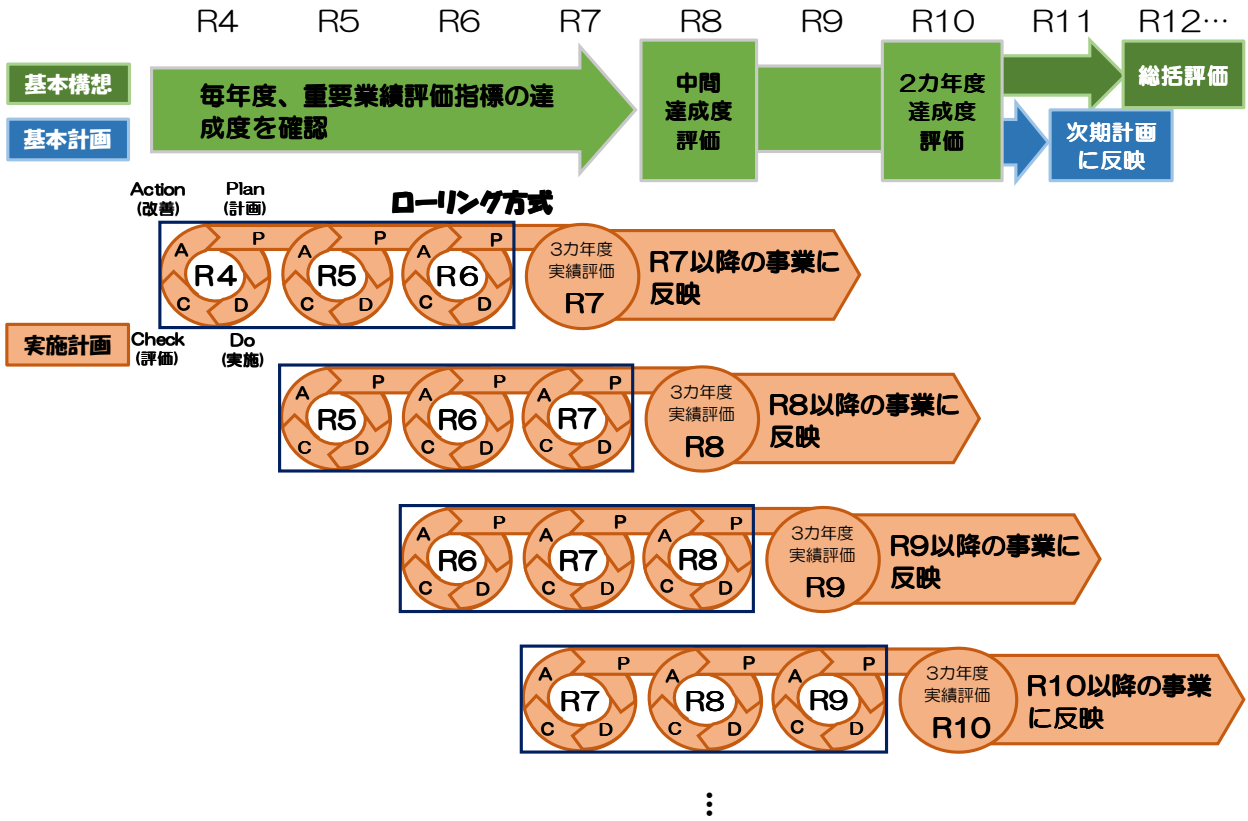 R4 R5 R6 R7 R8 R9 R10 R11 R12…
基本構想
基本計画
毎年度、重要業績評価指標の達
成度を確認
中間
達成度
評価
2カ年度
達成度
評価
総括評価
次期計画
に反映
Action
(改善)
Plan
(計画)
ローリング方式
A P A P A P
R4 R5 R6
C D C D C D
3カ年度
実績評価
R7
R7以降の事業に
反映
実施計画
Check
(評価)
Do
(実施)
A P A P A P
R5 R6 R7
C D C D C D
3カ年度
実績評価
R8
R8以降の事業に
反映
A P A P A P
R6 R7 R8
C D C D C D
3カ年度
実績評価
R9
R9以降の事業に
反映
A P A P A P
R7 R8 R9
C D C D C D
3カ年度
実績評価
R10
R10以降の事業
に反映
⋮